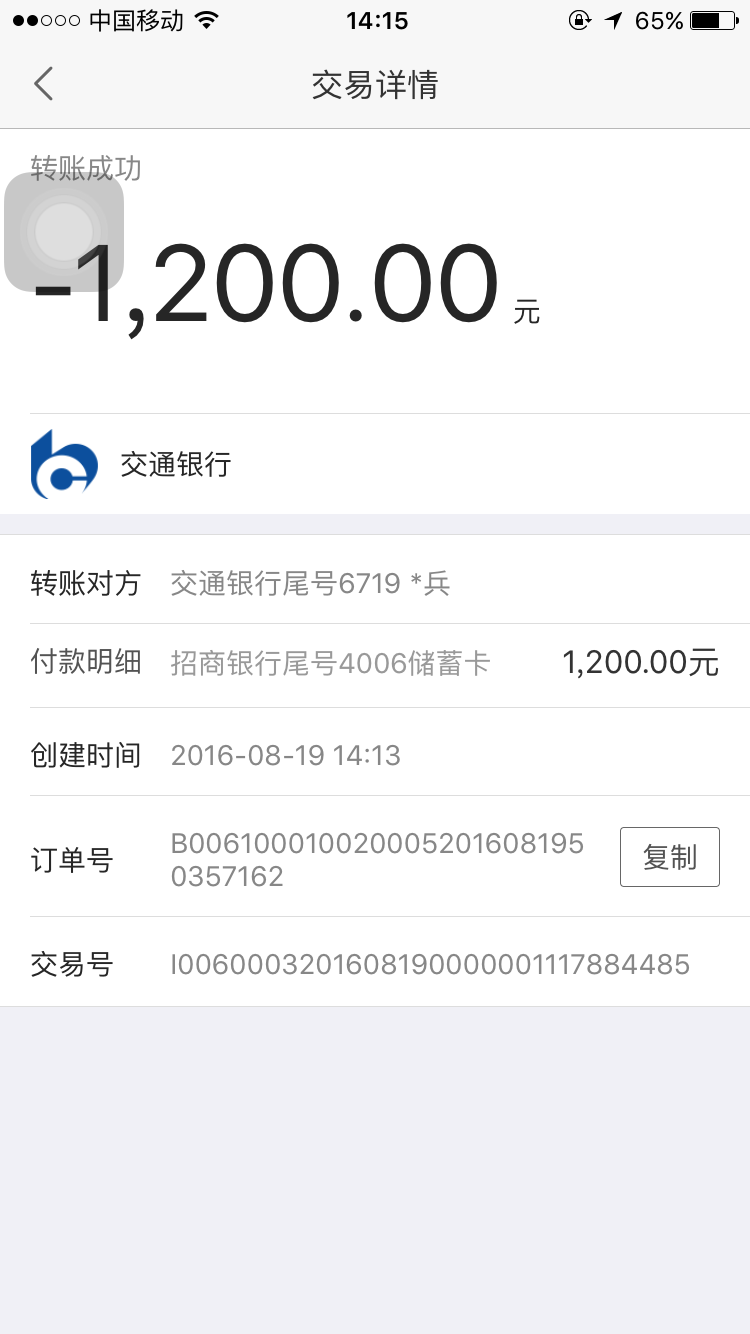 中国移动 14:15 65%
交易详情
转账成功
-1,200.00 元
交通银行
转账对方 交通银行尾号6719 *兵
付款明细 招商银行尾号4006储蓄卡 1,200.00元
创建时间 2016-08-19 14:13
订单号 B0061000100200052016081950357162 复制
交易号 I00600032016081900000001117884485